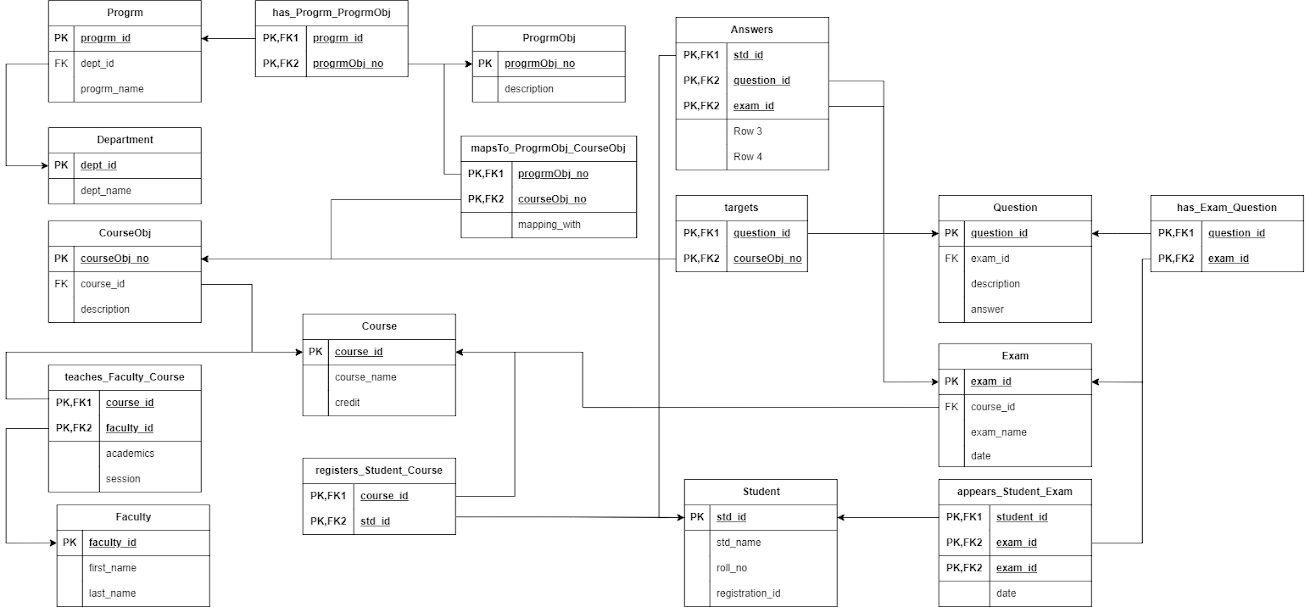 Progrm
PK progrm_id
FK dept_id
progrm_name
has_Progrm_ProgrmObj
PK,FK1 progrm_id
PK,FK2 progrmObj_no
ProgrmObj
PK progrmObj_no
description
Answers
PK,FK1 std_id
PK,FK2 question_id
PK,FK2 exam_id
Row 3
Row 4
Department
PK dept_id
dept_name
mapsTo_ProgrmObj_CourseObj
PK,FK1 progrmObj_no
PK,FK2 courseObj_no
mapping_with
targets
PK,FK1 question_id
PK,FK2 courseObj_no
Question
PK question_id
FK exam_id
description
answer
has_Exam_Question
PK,FK1 question_id
PK,FK2 exam_id
CourseObj
PK courseObj_no
FK course_id
description
Course
PK course_id
course_name
credit
Exam
PK exam_id
FK course_id
exam_name
date
teaches_Faculty_Course
PK,FK1 course_id
PK,FK2 faculty_id
academics
session
registers_Student_Course
PK,FK1 course_id
PK,FK2 std_id
Student
PK std_id
std_name
roll_no
registration_id
appears_Student_Exam
PK,FK1 student_id
PK,FK2 exam_id
PK,FK2 exam_id
date
Faculty
PK faculty_id
first_name
last_name